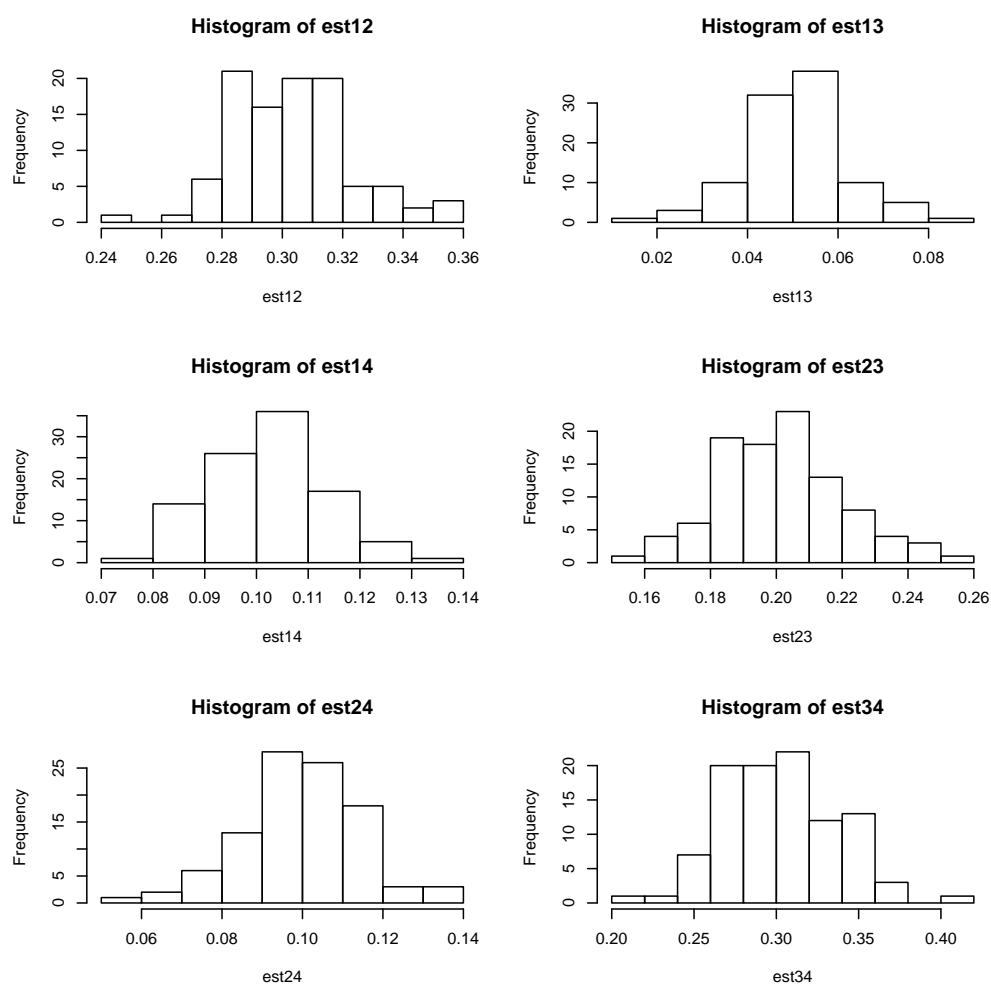 Histogram of est12
Frequency
0 5 10 15 20
0.24 0.26 0.28 0.30 0.32 0.34 0.36
est12
Histogram of est13
Frequency
0 10 20 30
0.02 0.04 0.06 0.08
est13
Histogram of est14
Frequency
0 10 20 30
0.07 0.08 0.09 0.10 0.11 0.12 0.13 0.14
est14
Histogram of est23
Frequency
0 5 10 15 20
0.16 0.18 0.20 0.22 0.24 0.26
est23
Histogram of est24
Frequency
0 5 15 25
0.06 0.08 0.10 0.12 0.14
est24
Histogram of est34
Frequency
0 5 10 15 20
0.20 0.25 0.30 0.35 0.40
est34